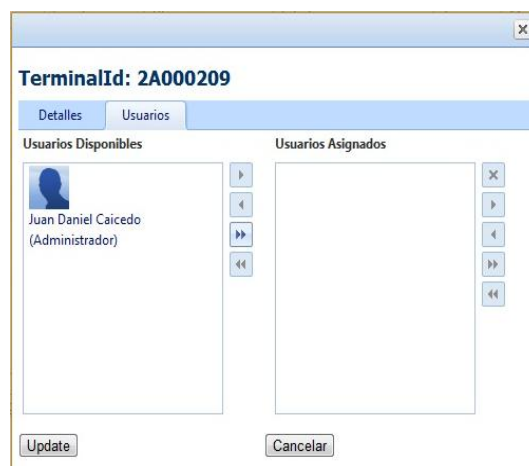 TerminalId: 2A000209
Detalles
Usuarios
Usuarios Disponibles
Usuarios Asignados
Juan Daniel Caicedo
(Administrador)
Update
Cancelar